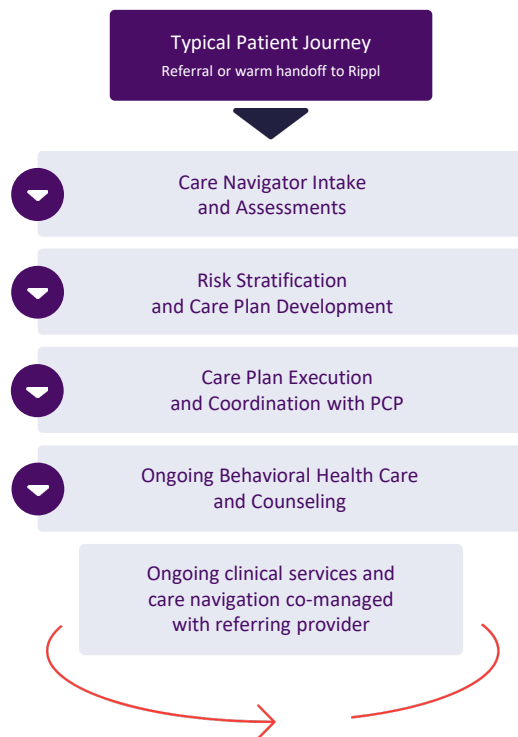 Typical Patient Journey
Referral or warm handoff to Rippl
Care Navigator Intake
and Assessments
Risk Stratification
and Care Plan Development
Care Plan Execution
and Coordination with PCP
Ongoing Behavioral Health Care
and Counseling
Ongoing clinical services and
care navigation co-managed
with referring provider